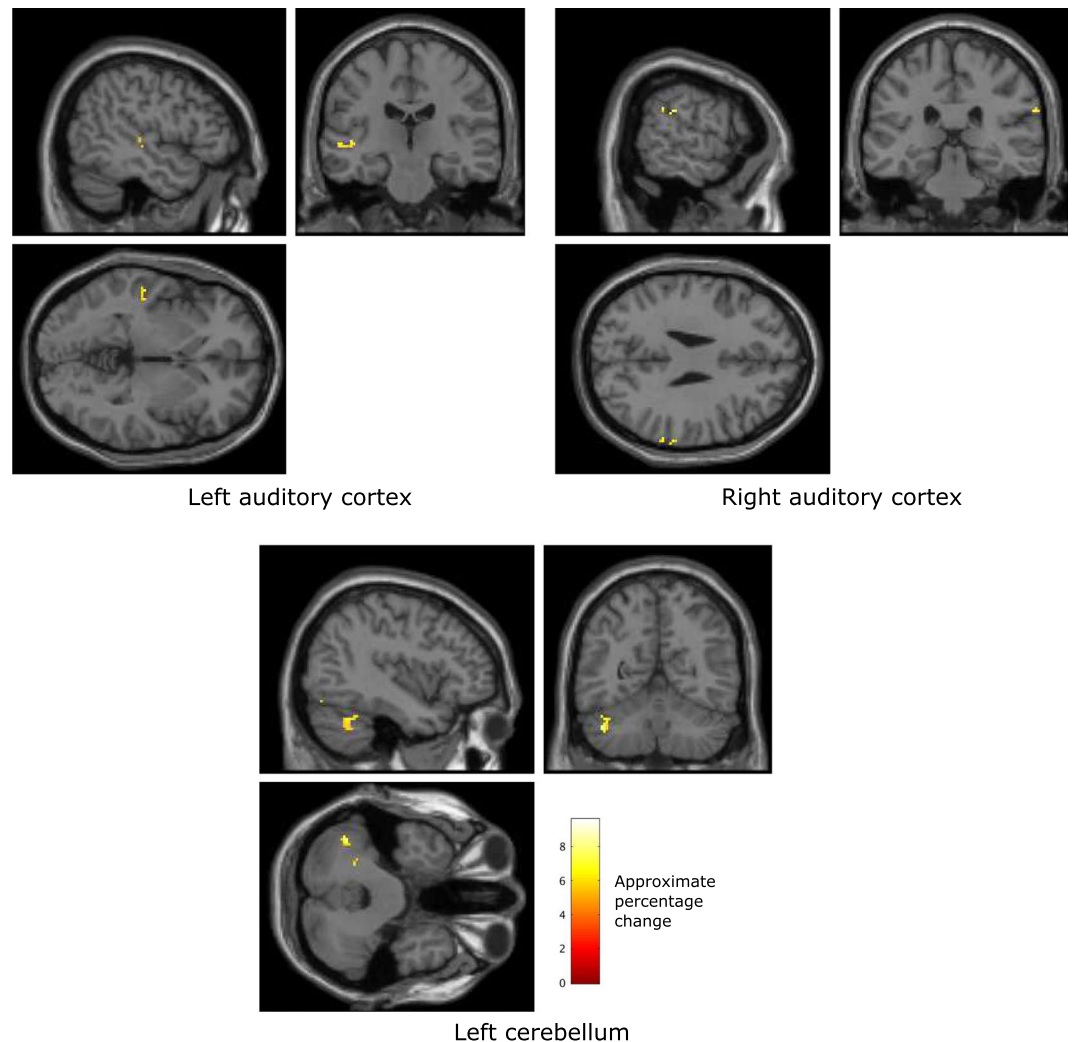 Left auditory cortex
Right auditory cortex
8
6
4
2
0
Approximate
percentage
change
Left cerebellum